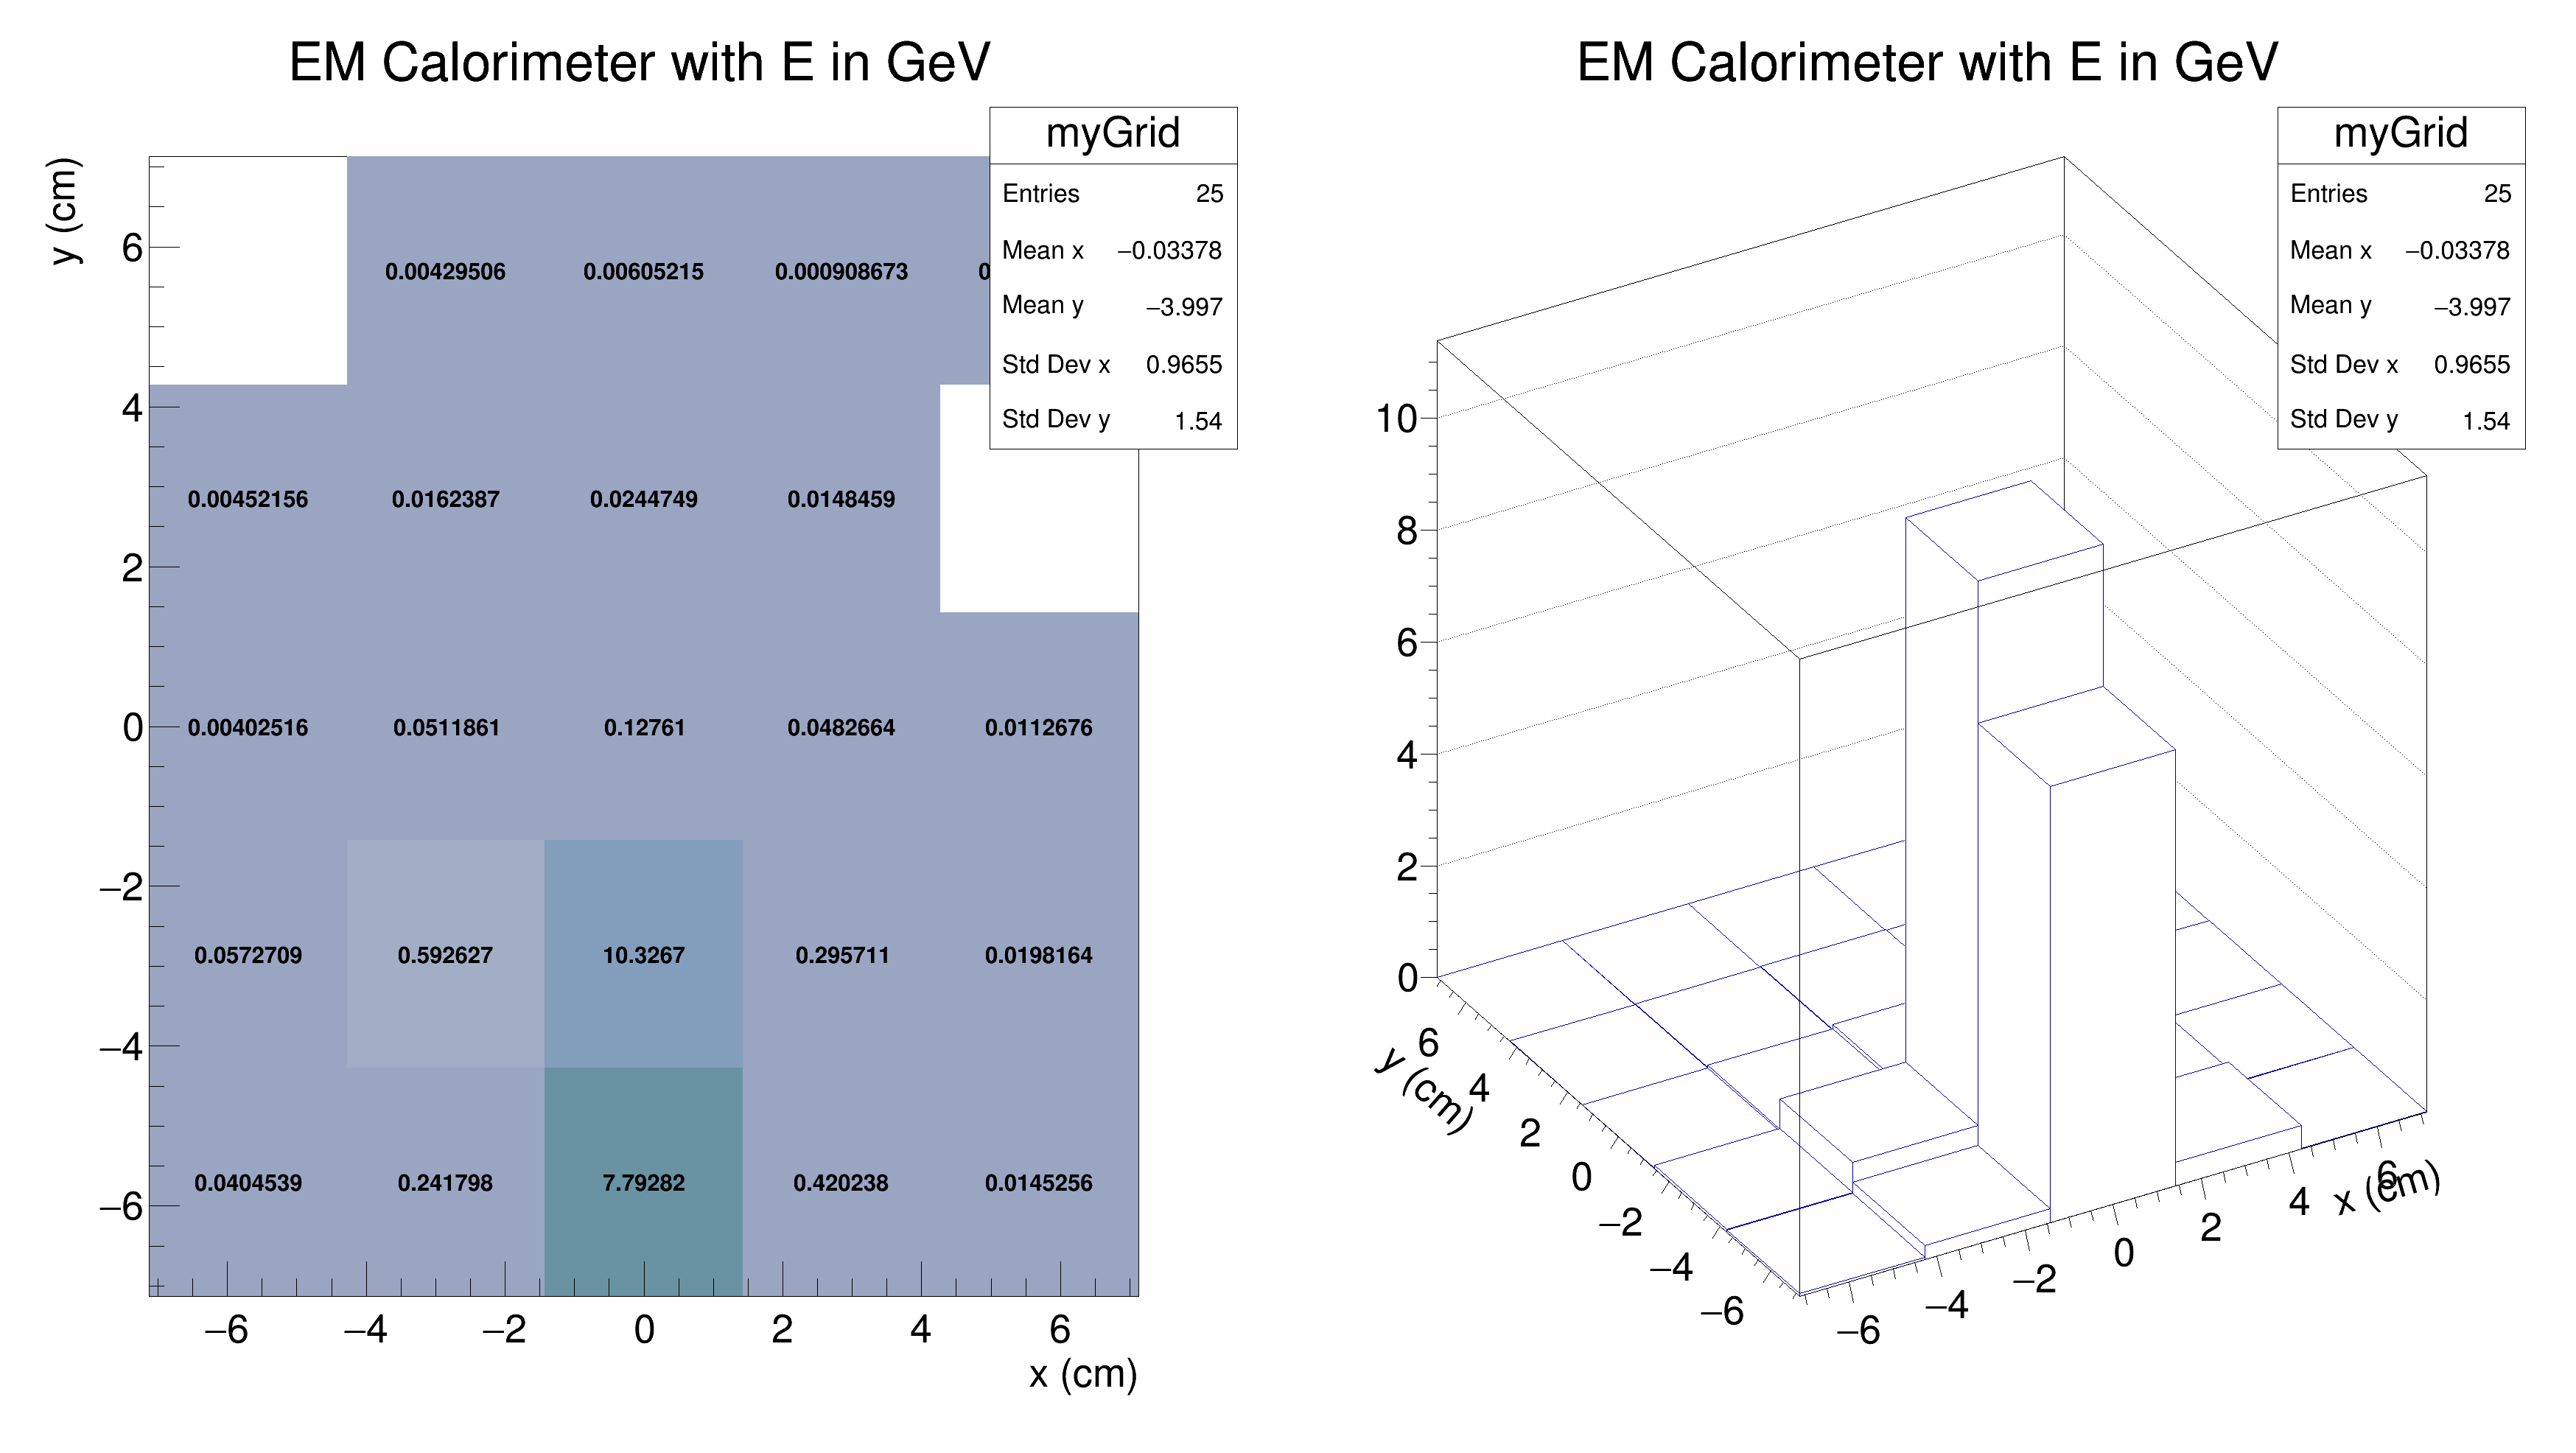 EM Calorimeter with E in GeV
myGrid
Entries 25
Mean x −0.03378
Mean y −3.997
Std Dev x 0.9655
Std Dev y 1.54
y (cm)
6
4
2
0
−2
−4
−6
0.00429506 0.00605215 0.000908673 0
0.00452156 0.0162387 0.0244749 0.0148459
0.00402516 0.0511861 0.12761 0.0482664 0.0112676
0.0572709 0.592627 10.3267 0.295711 0.0198164
0.0404539 0.241798 7.79282 0.420238 0.0145256
−6 −4 −2 0 2 4 6
x (cm)
EM Calorimeter with E in GeV
myGrid
Entries 25
Mean x −0.03378
Mean y −3.997
Std Dev x 0.9655
Std Dev y 1.54
10
8
6
4
2
0
6
4
2
0
−2
−4
−6
y (cm)
−6
−4
−2
0
2
4
6
x (cm)